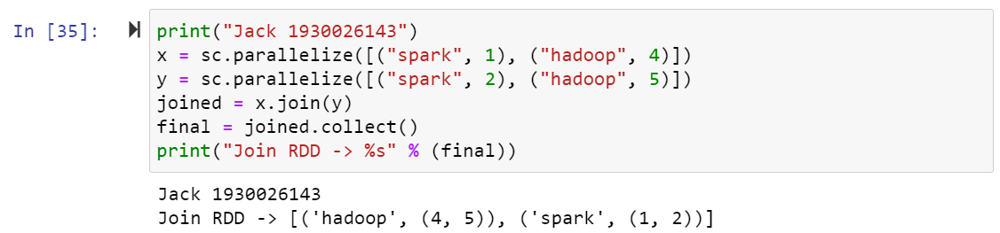 In [35]:
print("Jack 1930026143")
x = sc.parallelize([("spark", 1), ("hadoop", 4)])
y = sc.parallelize([("spark", 2), ("hadoop", 5)])
joined = x.join(y)
final = joined.collect()
print("Join RDD -> %s" % (final))
Jack 1930026143
Join RDD -> [('hadoop', (4, 5)), ('spark', (1, 2))]